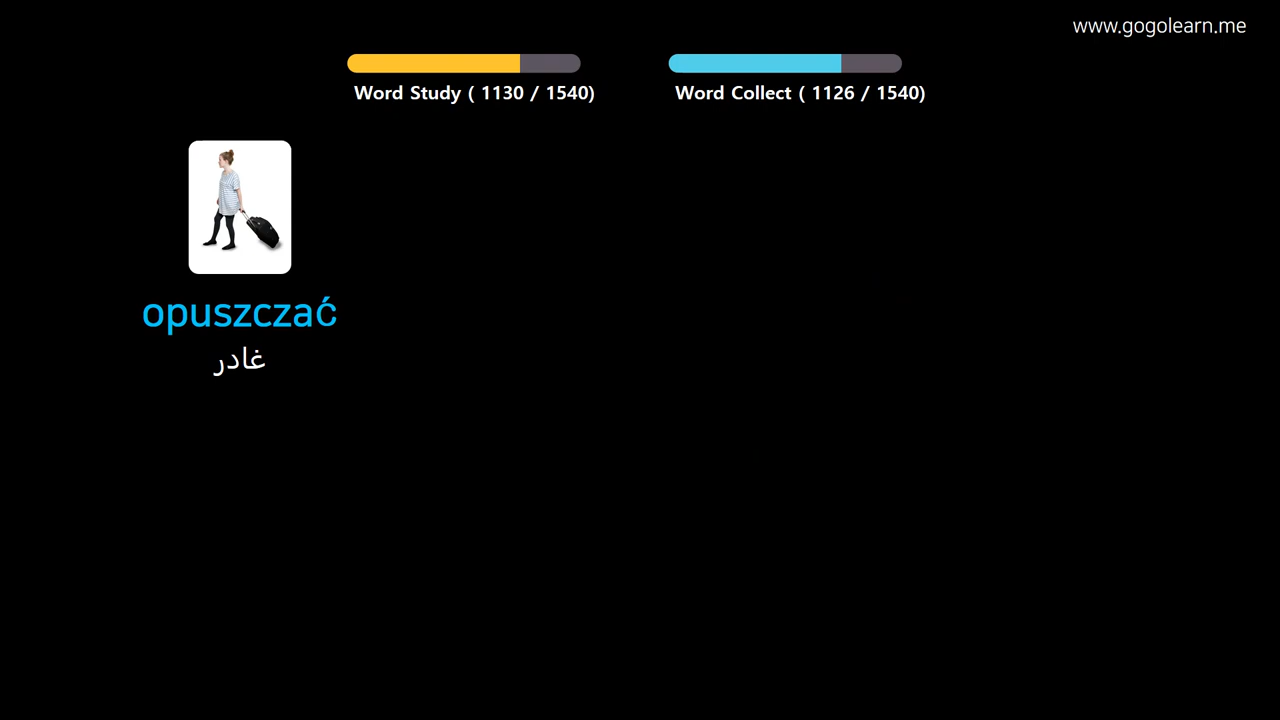 www.gogolearn.me
Word Study ( 1130 / 1540)
Word Collect ( 1126 / 1540)
opuszczać
غادر